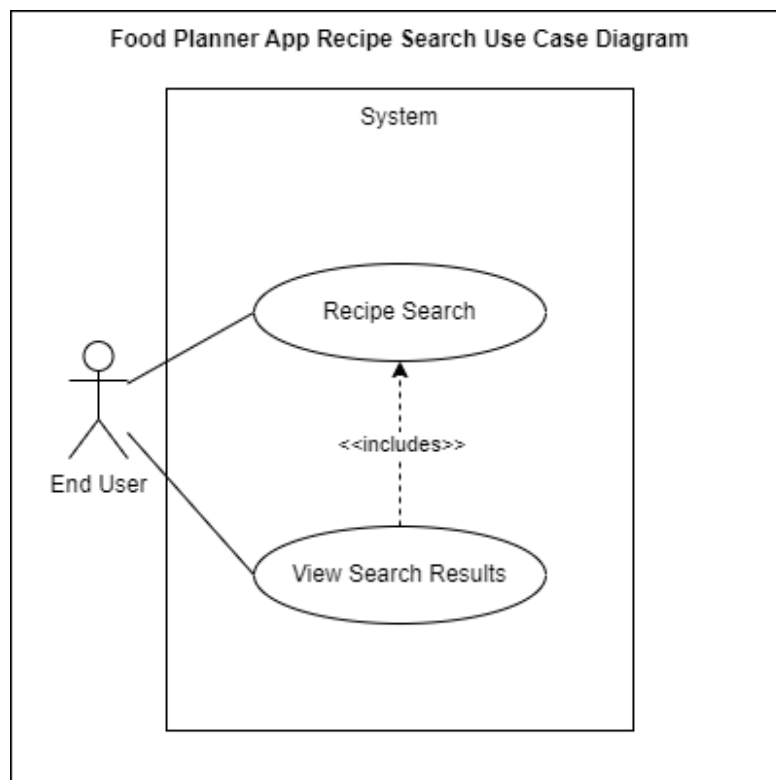 Food Planner App Recipe Search Use Case Diagram
System
Recipe Search
<<includes>>
End User
View Search Results